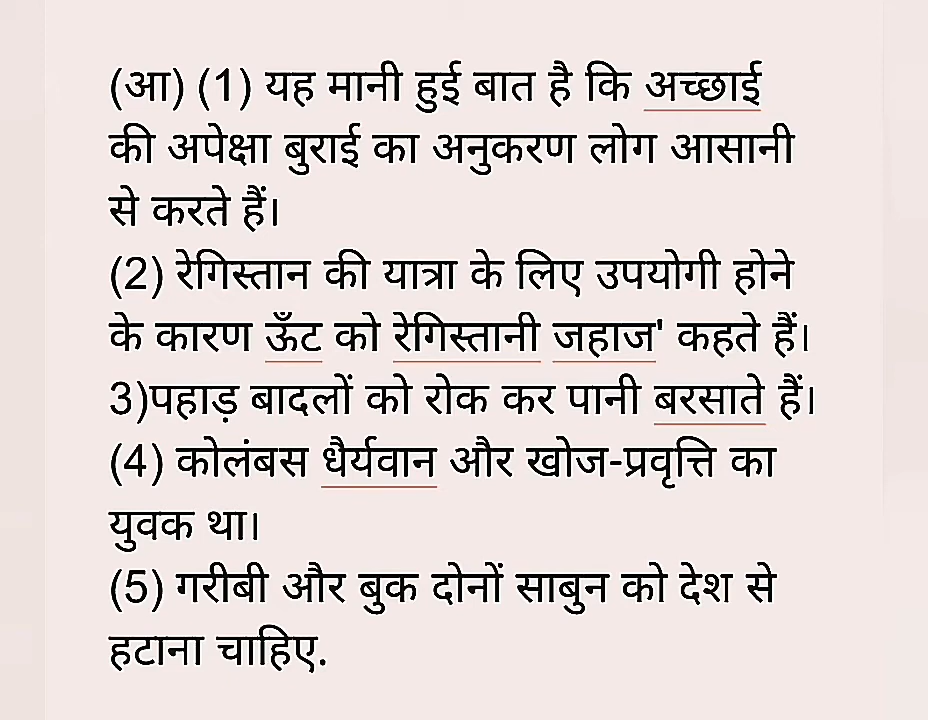 (आ) (1) यह मानी हुई बात है कि अच्छाई
की अपेक्षा बुराई का अनुकरण लोग आसानी
से करते हैं।
(2) रेगिस्तान की यात्रा के लिए उपयोगी होने
के कारण ऊँट को रेगिस्तानी जहाज' कहते हैं।
3)पहाड़ बादलों को रोक कर पानी बरसाते हैं।
(4) कोलंबस धैर्यवान और खोज-प्रवृत्ति का
युवक था।
(5) गरीबी और बुक दोनों साबुन को देश से
हटाना चाहिए.